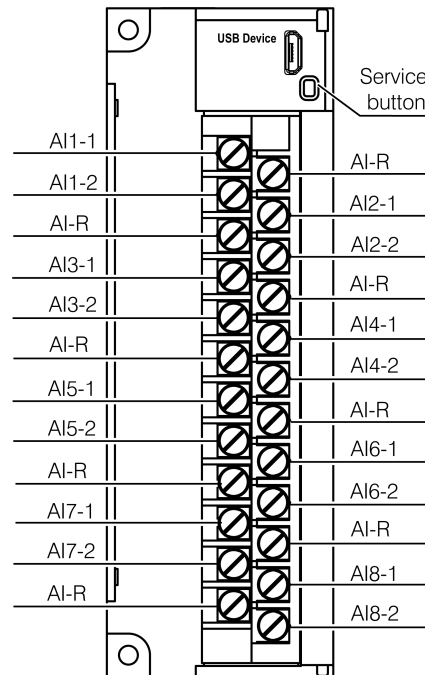 USB Device
Service
button
AI1-1
AI1-2
AI-R
AI3-1
AI3-2
AI-R
AI5-1
AI5-2
AI-R
AI7-1
AI7-2
AI-R
AI-R
AI2-1
AI2-2
AI-R
AI4-1
AI4-2
AI-R
AI6-1
AI6-2
AI-R
AI8-1
AI8-2